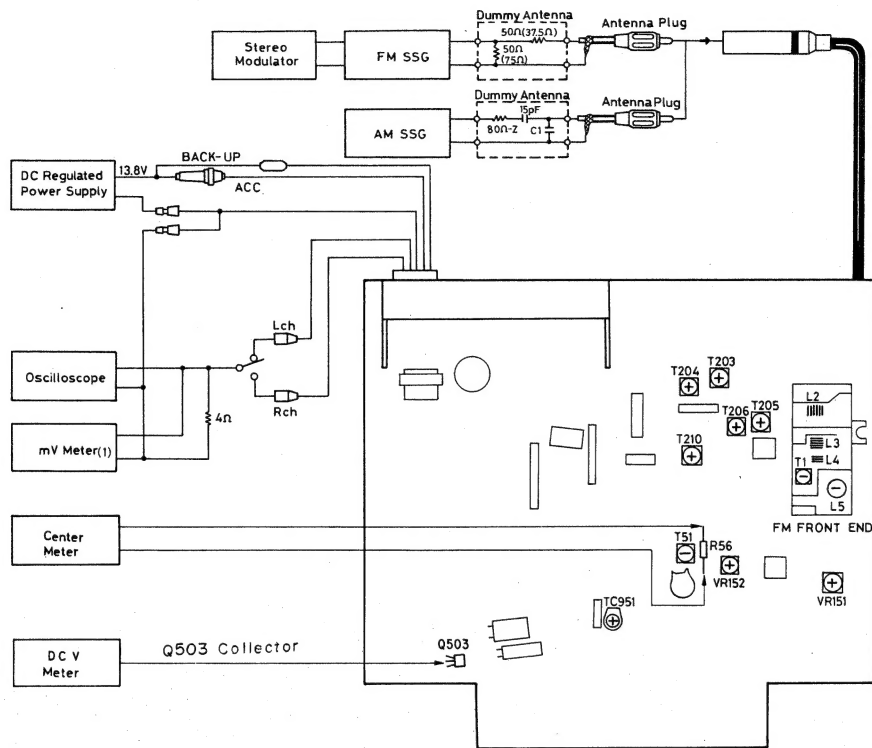 Dummy Antenna
Antenna Plug
50Ω(37.5Ω)
50Ω
(75Ω)
Stereo
Modulator
FM SSG
Dummy Antenna
15pF
80Ω-Z
C1
Antenna Plug
AM SSG
BACK-UP
13.8V
ACC
DC Regulated
Power Supply
Lch
Rch
Oscilloscope
4Ω
mV Meter(1)
T203
T204
T206
T205
T210
L2
L3
L4
T1
L5
FM FRONT END
Center
Meter
T51
R56
VR152
VR151
TC951
Q503
Q503 Collector
DC V
Meter